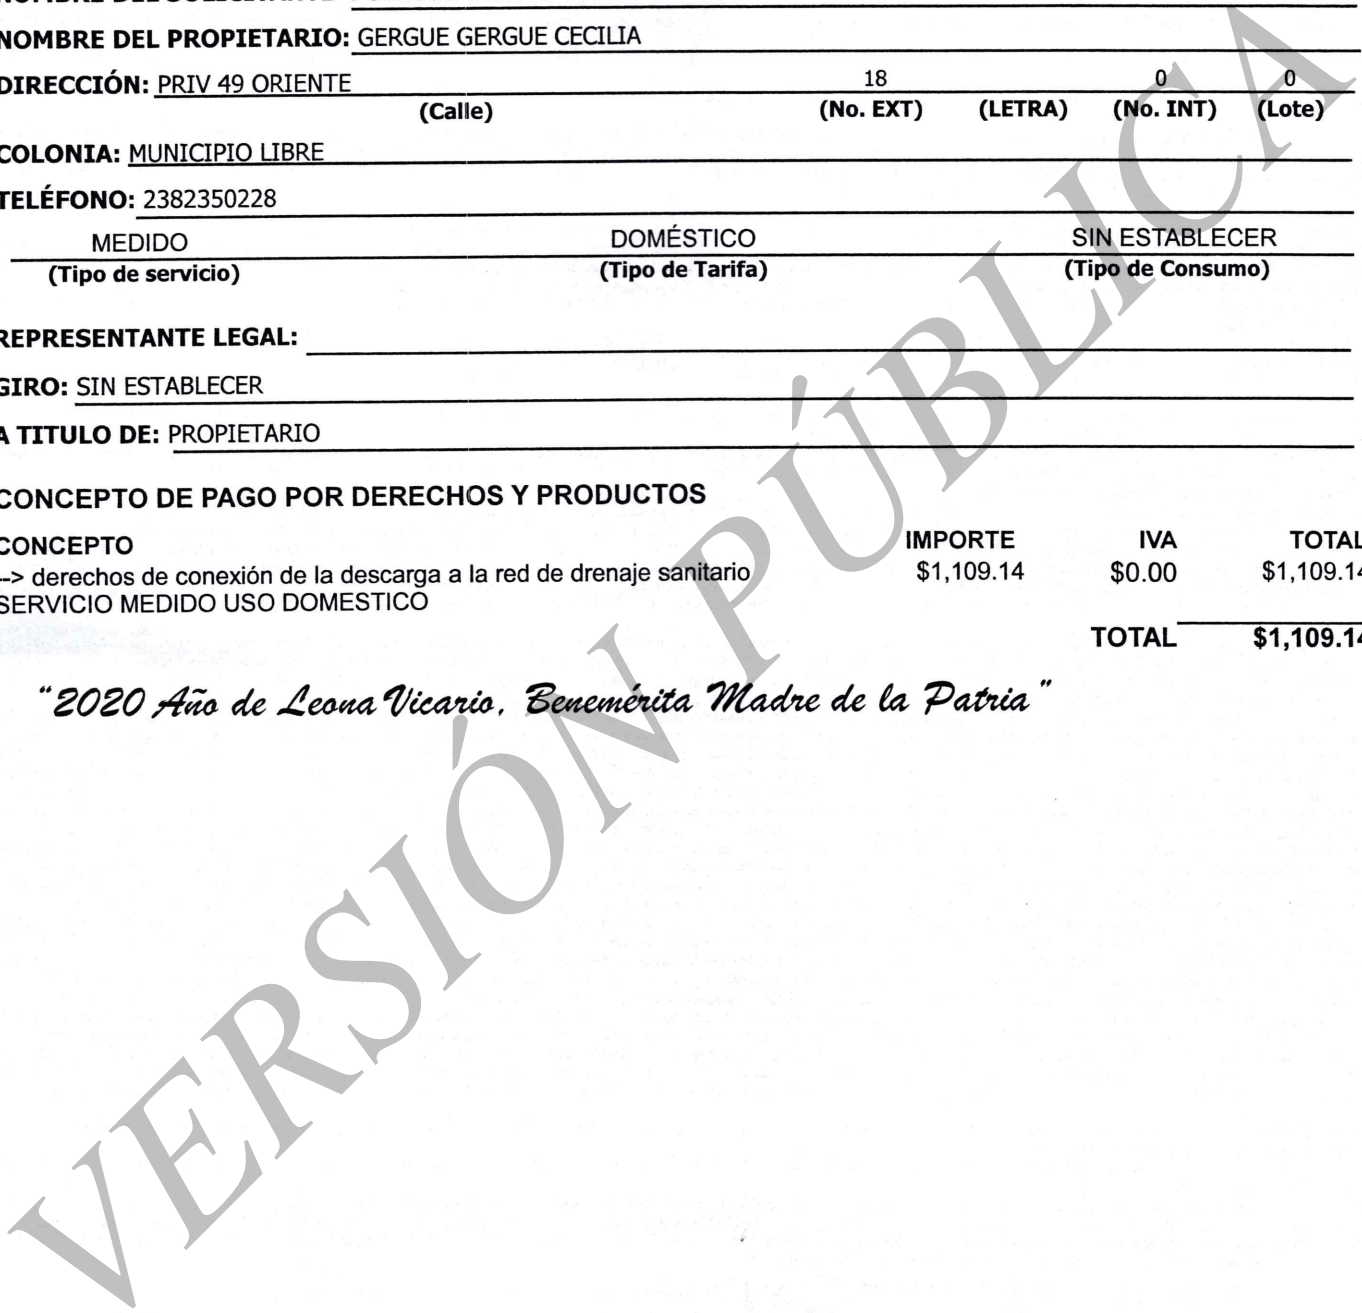 NOMBRE DEL PROPIETARIO: GERGUE GERGUE CECILIA
DIRECCIÓN: PRIV 49 ORIENTE 18 0 0
(Calle) (No. EXT) (LETRA) (No. INT) (Lote)
COLONIA: MUNICIPIO LIBRE
TELÉFONO: 2382350228
MEDIDO DOMÉSTICO SIN ESTABLECER
(Tipo de servicio) (Tipo de Tarifa) (Tipo de Consumo)
REPRESENTANTE LEGAL:
GIRO: SIN ESTABLECER
A TITULO DE: PROPIETARIO
CONCEPTO DE PAGO POR DERECHOS Y PRODUCTOS
CONCEPTO IMPORTE IVA TOTAL
--> derechos de conexión de la descarga a la red de drenaje sanitario $1,109.14 $0.00 $1,109.14
SERVICIO MEDIDO USO DOMESTICO
TOTAL $1,109.14
"2020 Año de Leona Vicario, Benemérita Madre de la Patria"
VERSIÓN PÚBLICA